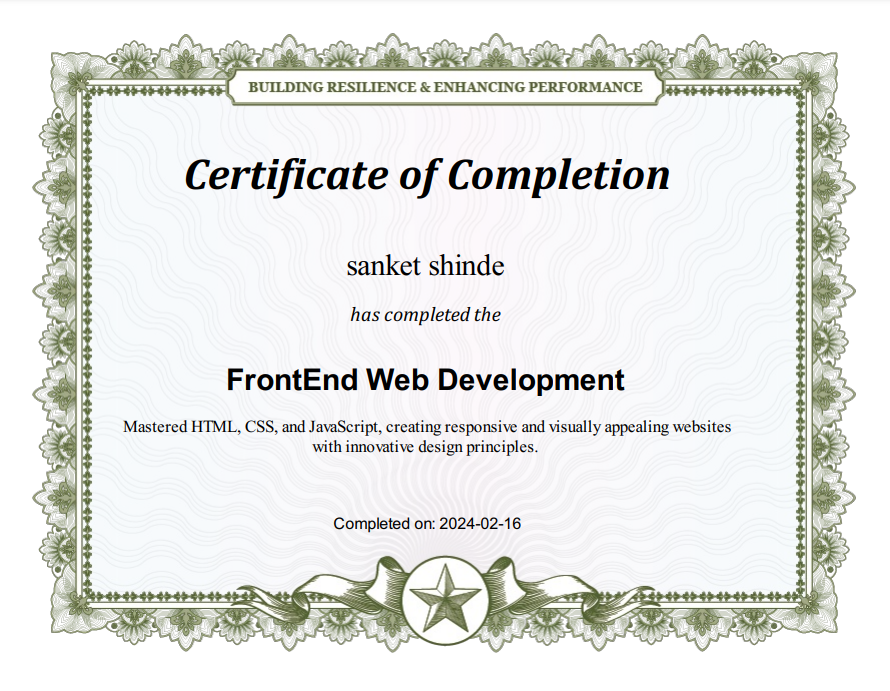 BUILDING RESILIENCE & ENHANCING PERFORMANCE
Certificate of Completion
sanket shinde
has completed the
FrontEnd Web Development
Mastered HTML, CSS, and JavaScript, creating responsive and visually appealing websites
with innovative design principles.
Completed on: 2024-02-16